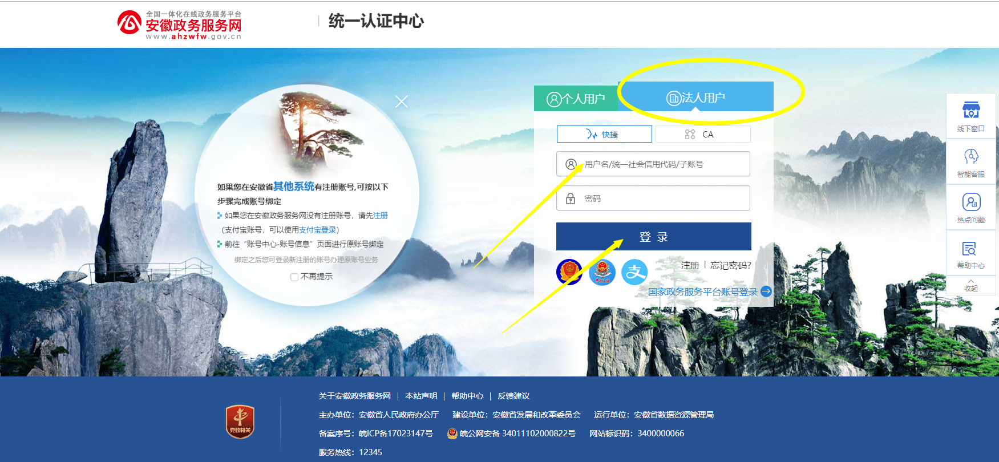 全国一体化在线政务服务平台
安徽政务服务网
www.ahzwfw.gov.cn
统一认证中心
如果您在安徽省其他系统有注册账号,可按以下
步骤完成账号绑定
如果您在安徽政务服务网没有注册账号，请先注册
（支付宝账号，可以使用支付宝登录）
前往“账号中心-账号信息”页面进行原账号绑定
绑定之后您可登录新注册的账号办理原账号业务
不再提示
个人用户
法人用户
快捷
CA
用户名/统一社会信用代码/子账号
密码
登 录
支
注册 | 忘记密码?
国家政务服务平台账号登录
线下窗口
智能客服
热点问题
帮助中心
收起
党政机关
关于安徽政务服务网 | 本站声明 | 帮助中心 | 反馈建议
主办单位：安徽省人民政府办公厅 建设单位：安徽省发展和改革委员会 运行单位：安徽省数据资源管理局
备案序号：皖ICP备17023147号 皖公网安备 34011102000822号 网站标识码：3400000066
服务热线：12345